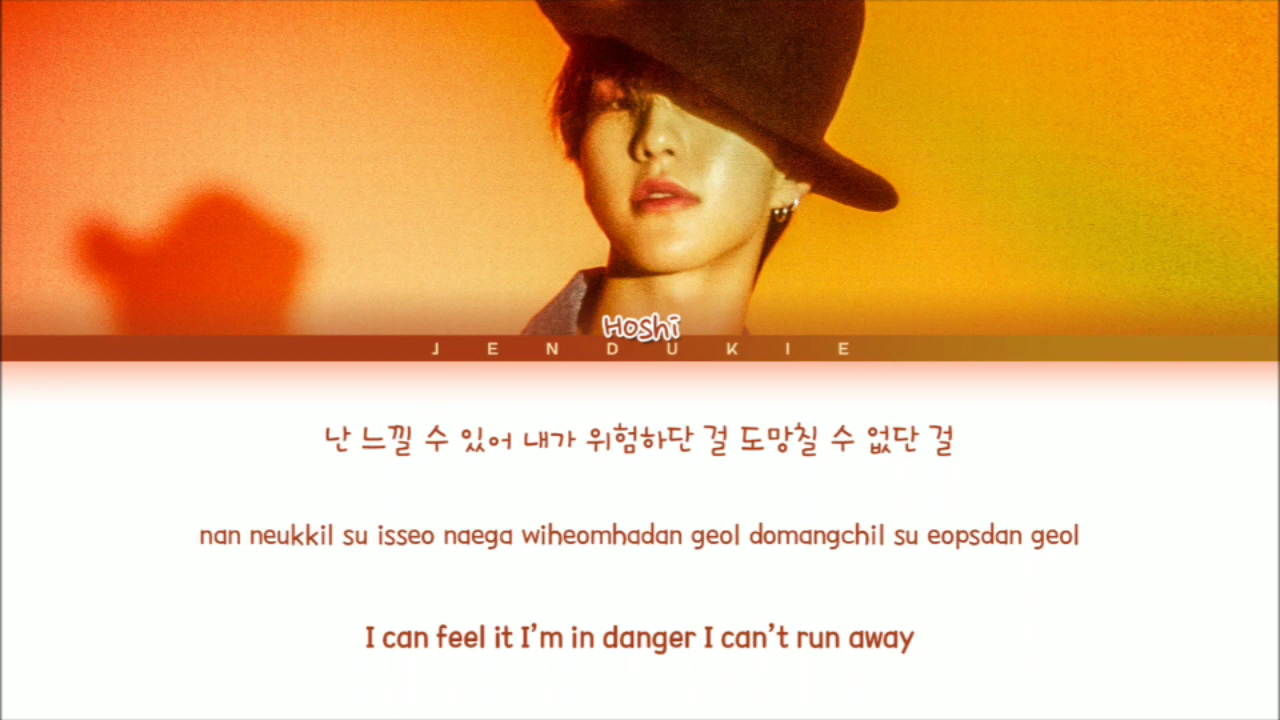 Hoshi
JENDUKIE
난 느낄 수 있어 내가 위험하단 걸 도망칠 수 없단 걸
nan neukkil su isseo naega wiheomhadan geol domangchil su eopsdan geol
I can feel it I'm in danger I can't run away